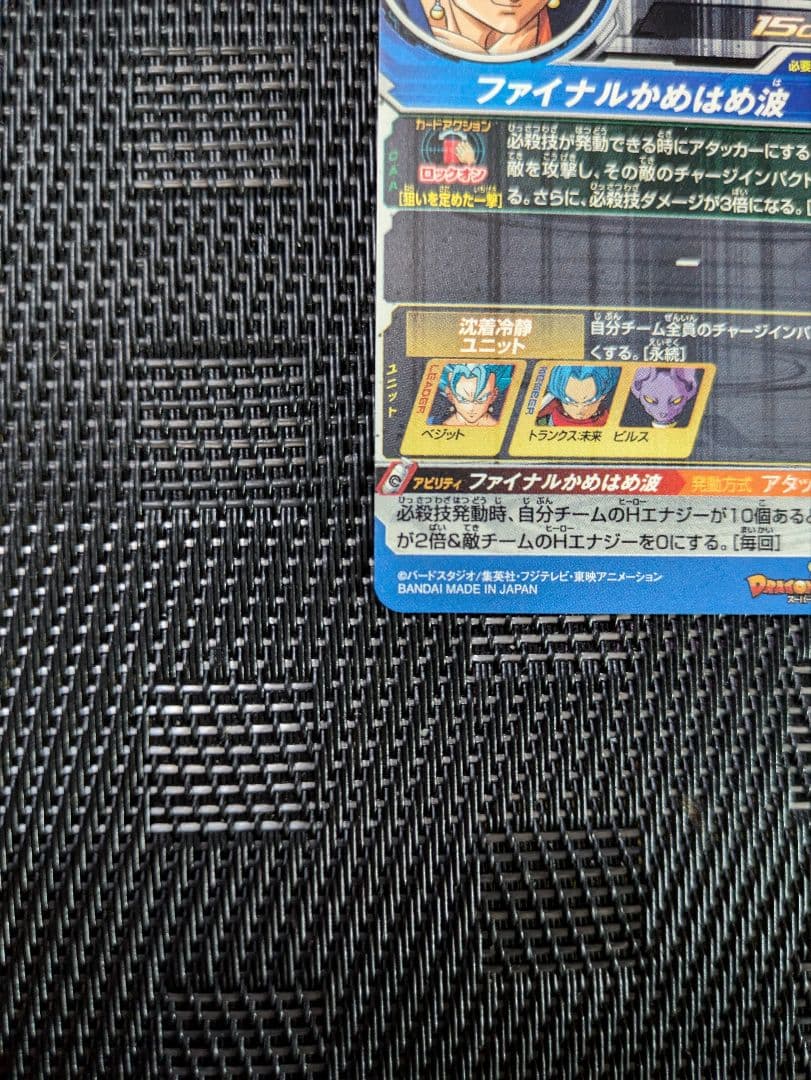 150
必要
ファイナルかめはめ波
カードアクション
ロックオン
[狙いを定めた一撃]
必殺技が発動できる時にアタッカーにする
敵を攻撃し、その敵のチャージインパクト
る。さらに、必殺技ダメージが3倍になる。[
ー
ユニット
沈着冷静
ユニット
自分チーム全員のチャージインパ
くする。[永続]
LEADER
ベジット
MEMBER
トランクス:未来
ビルス
アビリティ ファイナルかめはめ波 発動方式 アタッ
必殺技発動時、自分チームのHエナジーが10個あると
が2倍&敵チームのHエナジーを0にする。[毎回]
©バードスタジオ/集英社・フジテレビ・東映アニメーション
BANDAI MADE IN JAPAN
DRAGON
スーパー